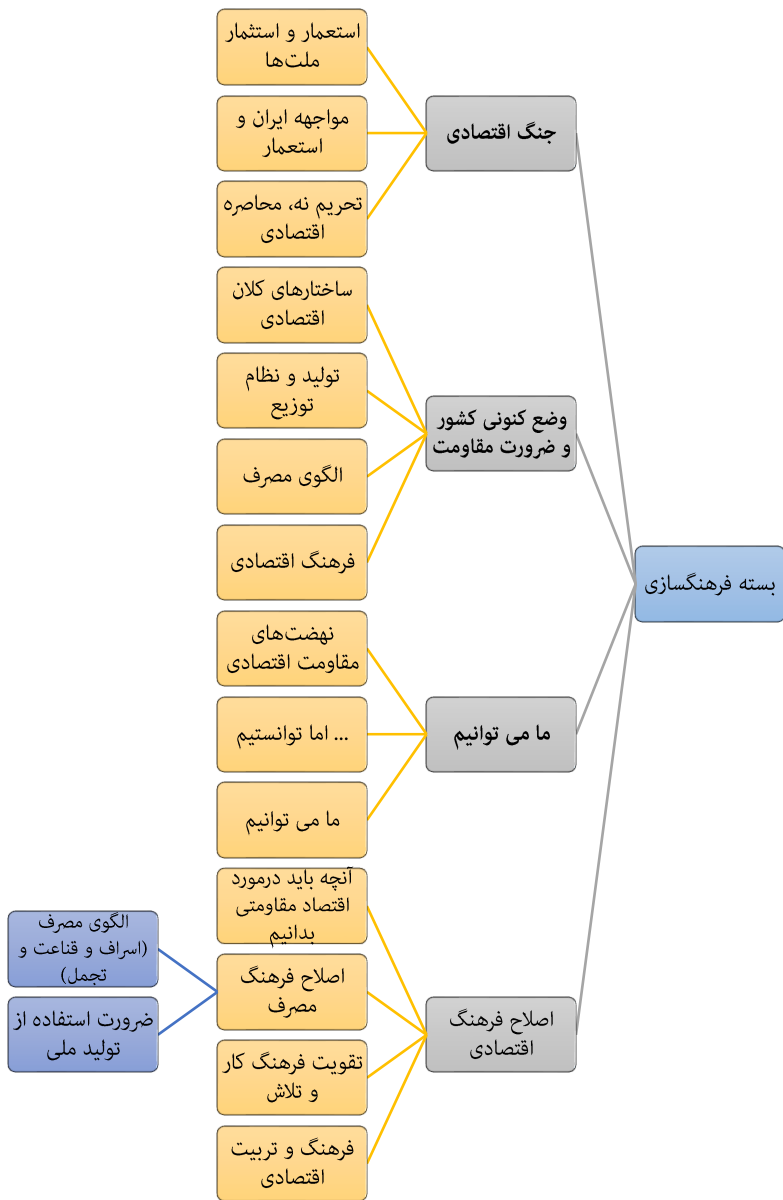 بسته فرهنگسازی
جنگ اقتصادی
استعمار و استثمار
ملت‌ها
مواجهه ایران و
استعمار
تحریم نه، محاصره
اقتصادی
وضع کنونی کشور
و ضرورت مقاومت
ساختارهای کلان
اقتصادی
تولید و نظام
توزیع
الگوی مصرف
فرهنگ اقتصادی
ما می توانیم
نهضت‌های
مقاومت اقتصادی
... اما توانستیم
ما می توانیم
اصلاح فرهنگ
اقتصادی
آنچه باید درمورد
اقتصاد مقاومتی
بدانیم
اصلاح فرهنگ
مصرف
الگوی مصرف
(اسراف و قناعت و
تجمل)
ضرورت استفاده از
تولید ملی
تقویت فرهنگ کار
و تلاش
فرهنگ و تربیت
اقتصادی